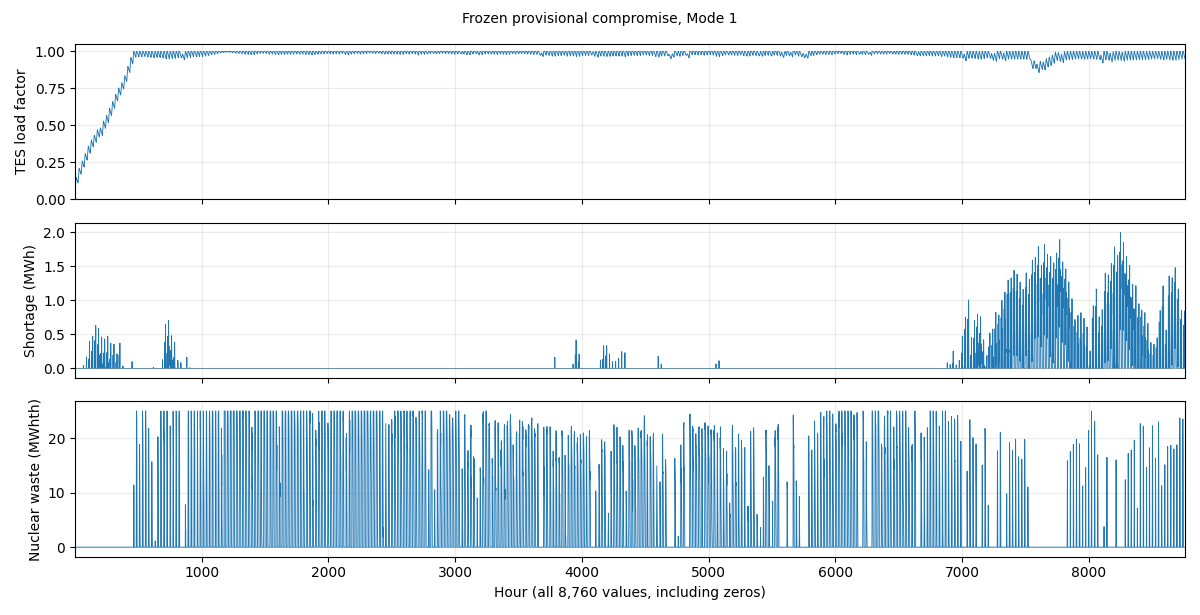 Frozen provisional compromise, Mode 1
TES load factor
1.00
0.75
0.50
0.25
0.00
Shortage (MWh)
2.0
1.5
1.0
0.5
0.0
Nuclear waste (MWhth)
20
10
0
1000 2000 3000 4000 5000 6000 7000 8000
Hour (all 8,760 values, including zeros)